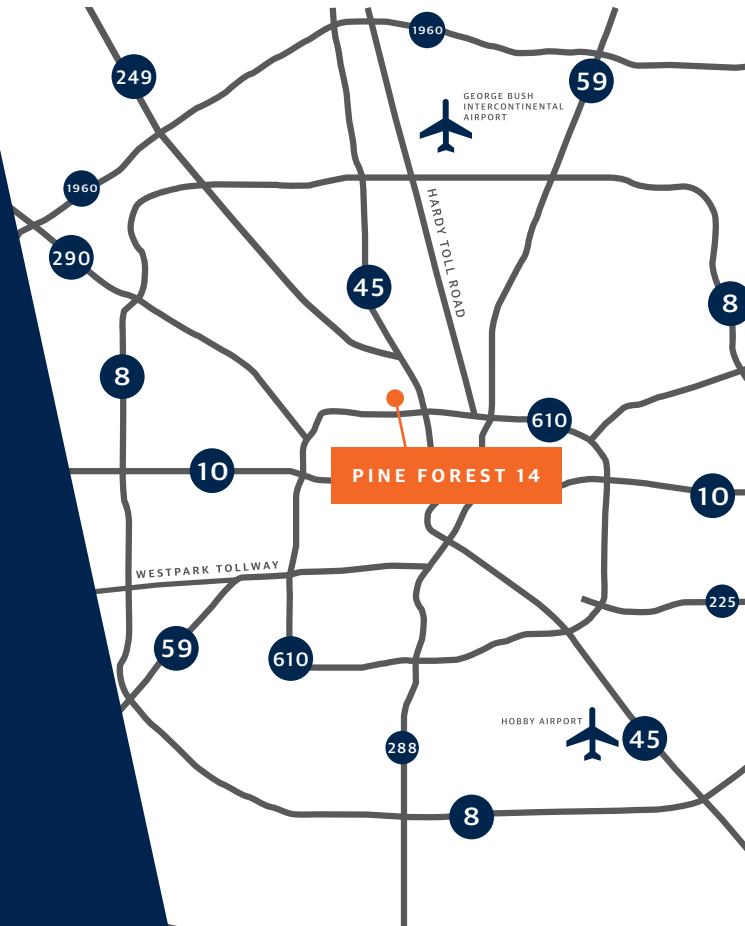 1960
249
59
GEORGE BUSH
INTERCONTINENTAL
AIRPORT
1960
HARDY TOLL ROAD
290
45
8
8
610
10
PINE FOREST 14
10
WESTPARK TOLLWAY
225
59
610
HOBBY AIRPORT
45
288
8